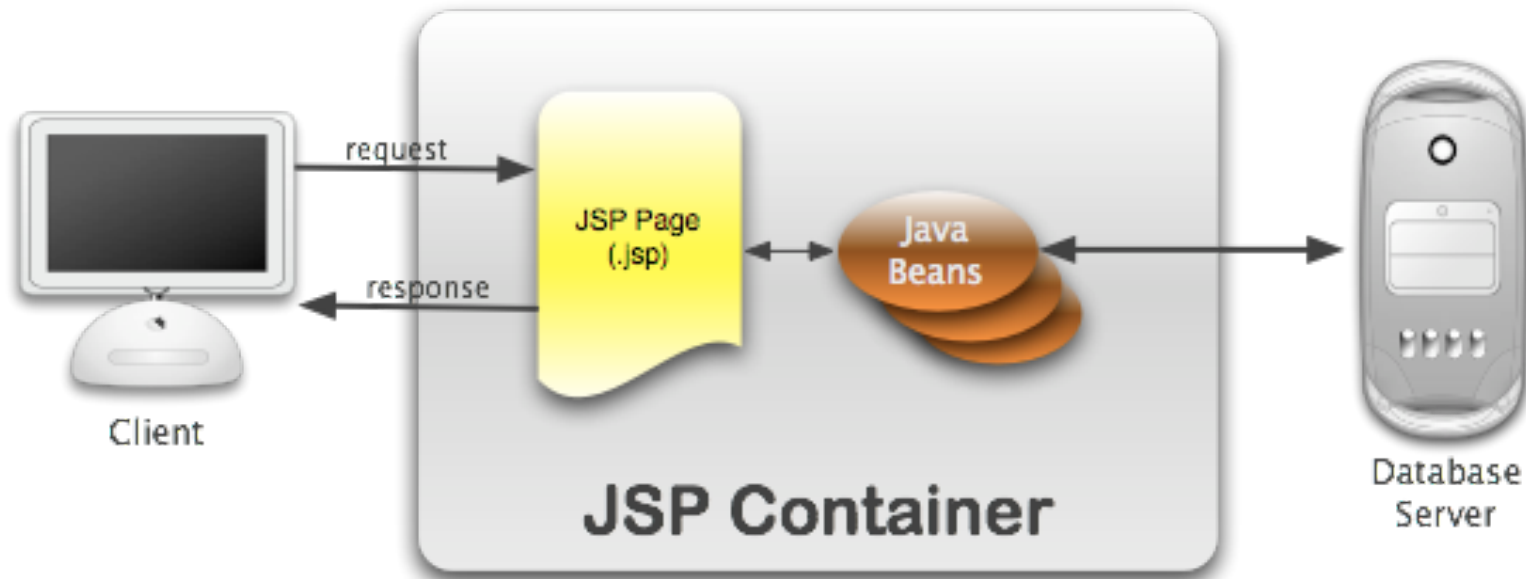 request
response
Client
JSP Page
(.jsp)
Java
Beans
JSP Container
Database
Server